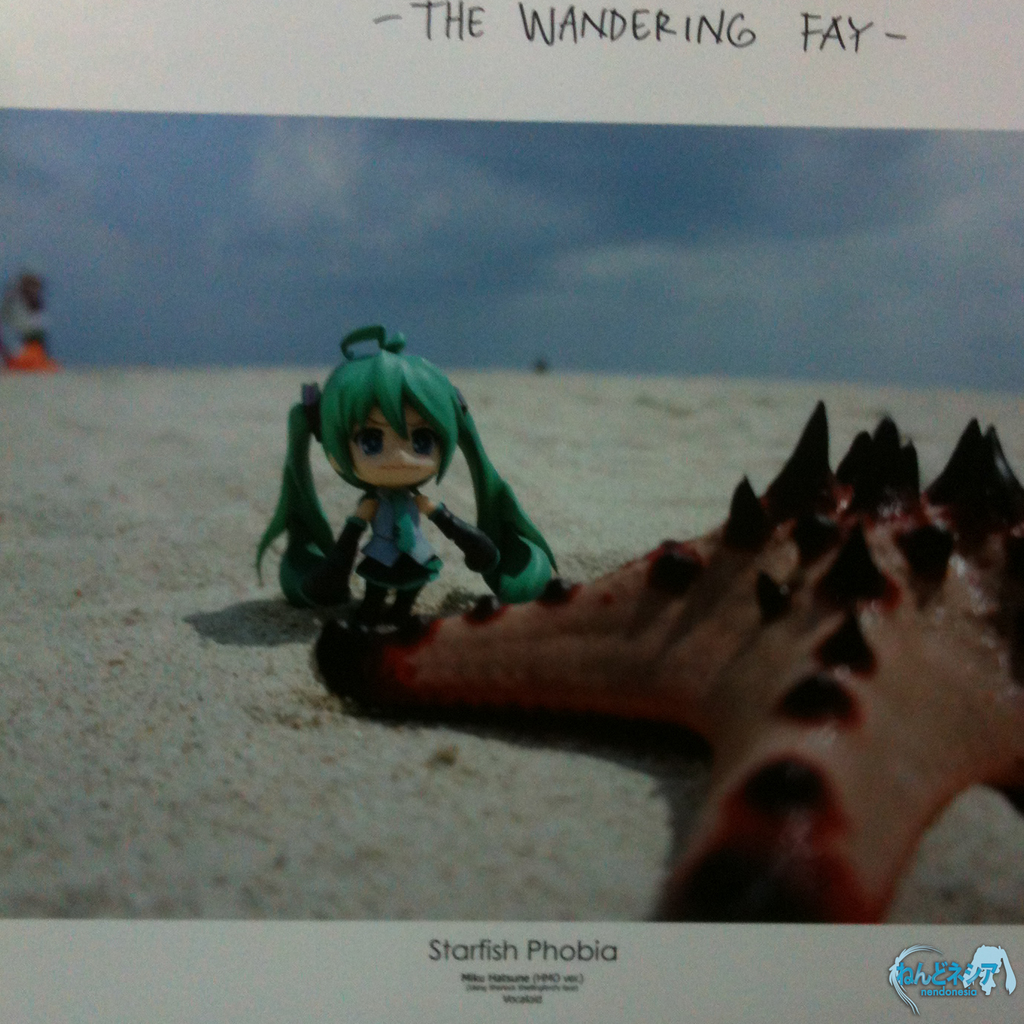 - THE WANDERING FAY -
Starfish Phobia
Miku Hatsune (HMO ver.)
Vocaloid
ねんどネシア
nendonesia